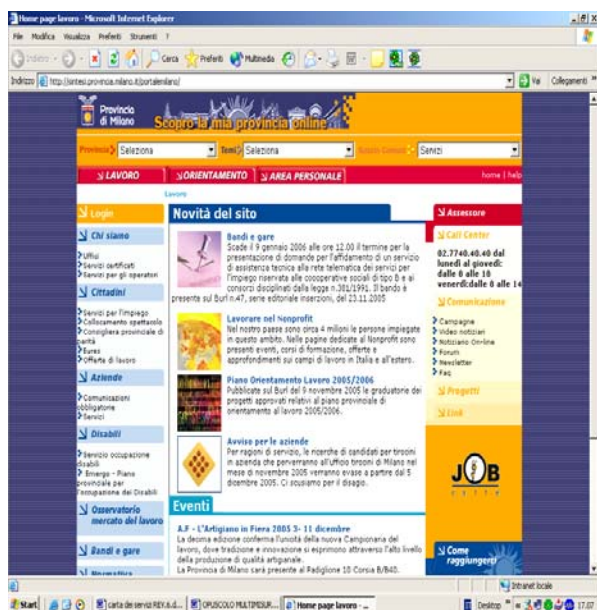 Home page lavoro - Microsoft Internet Explorer
File Modifica Visualizza Preferiti Strumenti ?
Indietro Cerca Preferiti Multimedia
Indirizzo http://sintesi.provincia.milano.it/portalemilano/ Vai Collegamenti
Provincia di Milano
Scopro la mia provincia online
Provincia Seleziona Temi Seleziona Servizi
LAVORO ORIENTAMENTO AREA PERSONALE home | help
Lavoro
Login
Chi siamo
Uffici
Servizi certificati
Servizi per gli operatori
Cittadini
Servizi per l'impiego
Collocamento spettacolo
Consigliera provinciale di
parità
Eures
Offerte di lavoro
Aziende
Comunicazioni
obbligatorie
Servizi
Disabili
Servizio occupazione
disabili
Emergo - Piano
provinciale per
l'occupazione dei Disabili
Osservatorio
mercato del lavoro
Bandi e gare
Normativa
Novità del sito
Bandi e gare
Scade il 9 gennaio 2006 alle ore 12.00 il termine per la
presentazione di domande per l'affidamento di un servizio
di assistenza tecnica alla rete telematica dei servizi per
l'impiego riservata alle cooperative sociali di tipo B e ai
consorzi disciplinati dalla legge n.381/1991. Il bando è
presente sul Burl n.47, serie editoriale inserzioni, del 23.11.2005
Lavorare nel Nonprofit
Nel nostro paese sono circa 4 milioni le persone impiegate
in questo ambito. Nelle pagine dedicate al Nonprofit sono
presenti eventi, corsi di formazione, offerte e
approfondimenti sui campi di lavoro in Italia e all'estero.
Piano Orientamento Lavoro 2005/2006
Pubblicate sul Burl del 9 novembre 2005 le graduatorie dei
progetti approvati relativi al piano provinciale di
orientamento al lavoro 2005/2006.
Avviso per le aziende
Per ragioni di servizio, le ricerche di candidati per tirocini
in azienda che perverranno all'Ufficio tirocini di Milano nel
mese di novembre 2005 verranno evase a partire dal 5
dicembre 2005. Ci scusiamo per il disagio.
Eventi
A.F - L'Artigiano in Fiera 2005 3- 11 dicembre
La decima edizione conferma l'unicità della nuova Campionaria del
lavoro, dove tradizione e innovazione si esprimono attraverso l'alto livello
della produzione di qualità artigianale.
La Provincia di Milano sarà presente al Padiglione 18 Corsia B/B40.
Assessore
Call Center
02.7740.40.40 dal
lunedì al giovedì:
dalle 8 alle 18
venerdì:dalle 8 alle 14
Comunicazione
Campagne
Video notiziari
Notiziario On-line
Forum
Newsletter
Faq
Progetti
Link
JOB
caffè
Come
raggiungerci
Intranet locale
Start carta dei servizi REV.6.d... OPUSCOLO MULTIMISUR... Home page lavoro - ... Desktop 17.07